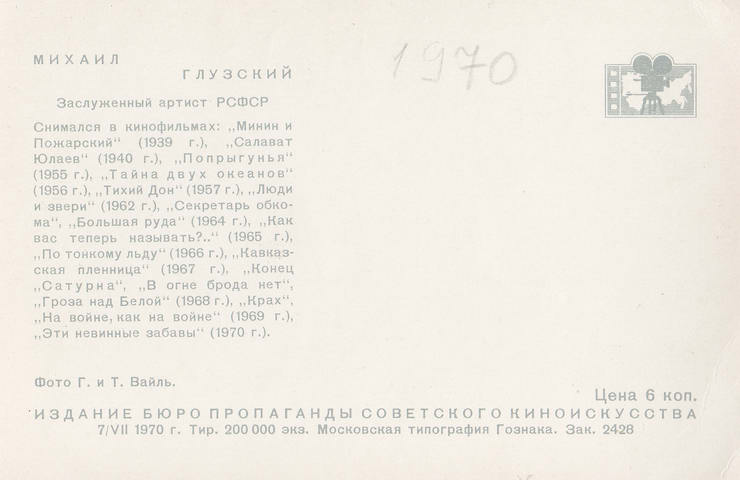 1970
МИХАИЛ
ГЛУЗСКИЙ
Заслуженный артист РСФСР
Снимался в кинофильмах: „Минин и
Пожарский“ (1939 г.), „Салават
Юлаев“ (1940 г.), „Попрыгунья“
(1955 г.), „Тайна двух океанов“
(1956 г.), „Тихий Дон“ (1957 г.), „Люди
и звери“ (1962 г.), „Секретарь обко-
ма“, „Большая руда“ (1964 г.), „Как
вас теперь называть?..“ (1965 г.),
„По тонкому льду“ (1966 г.), „Кавказ-
ская пленница“ (1967 г.), „Конец
„Сатурна“, „В огне брода нет“,
„Гроза над Белой“ (1968 г.), „Крах“,
„На войне, как на войне“ (1969 г.),
„Эти невинные забавы“ (1970 г.).
Фото Г. и Т. Вайль.
Цена 6 коп.
ИЗДАНИЕ БЮРО ПРОПАГАНДЫ СОВЕТСКОГО КИНОИСКУССТВА
7/VII 1970 г. Тир. 200 000 экз. Московская типография Гознака. Зак. 2428